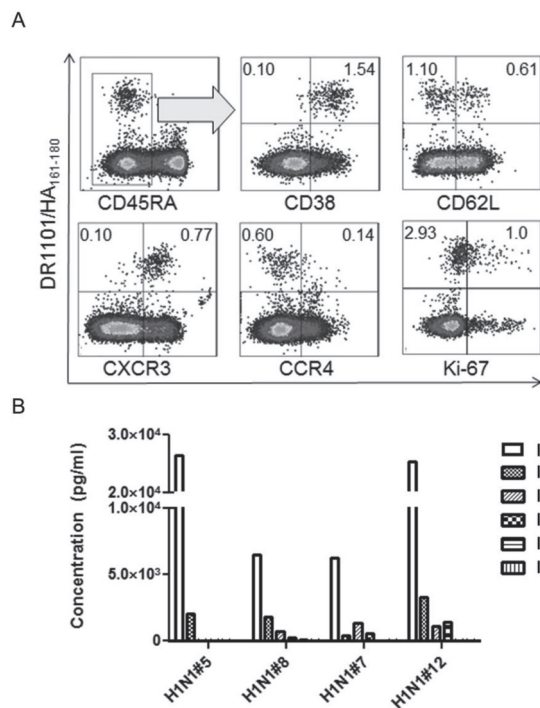 A
DR1101/HA161-180
CD45RA
0.10 1.54
CD38
1.10 0.61
CD62L
0.10 0.77
CXCR3
0.60 0.14
CCR4
2.93 1.0
Ki-67
B
Concentration (pg/ml)
3.0×10⁴
2.0×10⁴
1.0×10⁴
5.0×10³
0
H1N1#5
H1N1#8
H1N1#7
H1N1#12